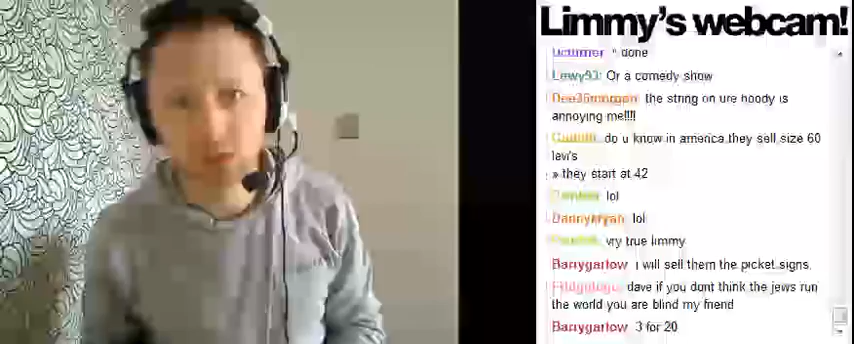 Limmy's webcam!
done
Lewy93: Or a comedy show
the string on ure hoody is
annoying me!!!!
do u know in america they sell size 60
levi's
» they start at 42
lol
Dannykryan lol
vry true limmy
Barrygarlow i will sell them the picket signs
dave if you dont think the jews run
the world you are blind my friend
Barrygarlow 3 for 20